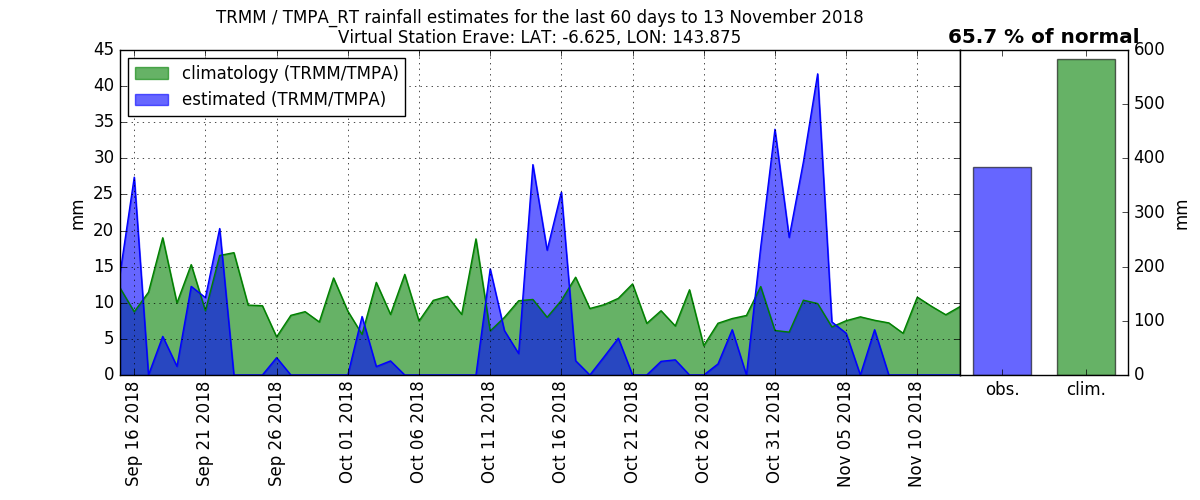 TRMM / TMPA_RT rainfall estimates for the last 60 days to 13 November 2018
Virtual Station Erave: LAT: -6.625, LON: 143.875
65.7 % of normal
climatology (TRMM/TMPA)
estimated (TRMM/TMPA)
45
40
35
30
25
20
15
10
5
0
mm
Sep 16 2018
Sep 21 2018
Sep 26 2018
Oct 01 2018
Oct 06 2018
Oct 11 2018
Oct 16 2018
Oct 21 2018
Oct 26 2018
Oct 31 2018
Nov 05 2018
Nov 10 2018
obs.
clim.
600
500
400
300
200
100
0
mm